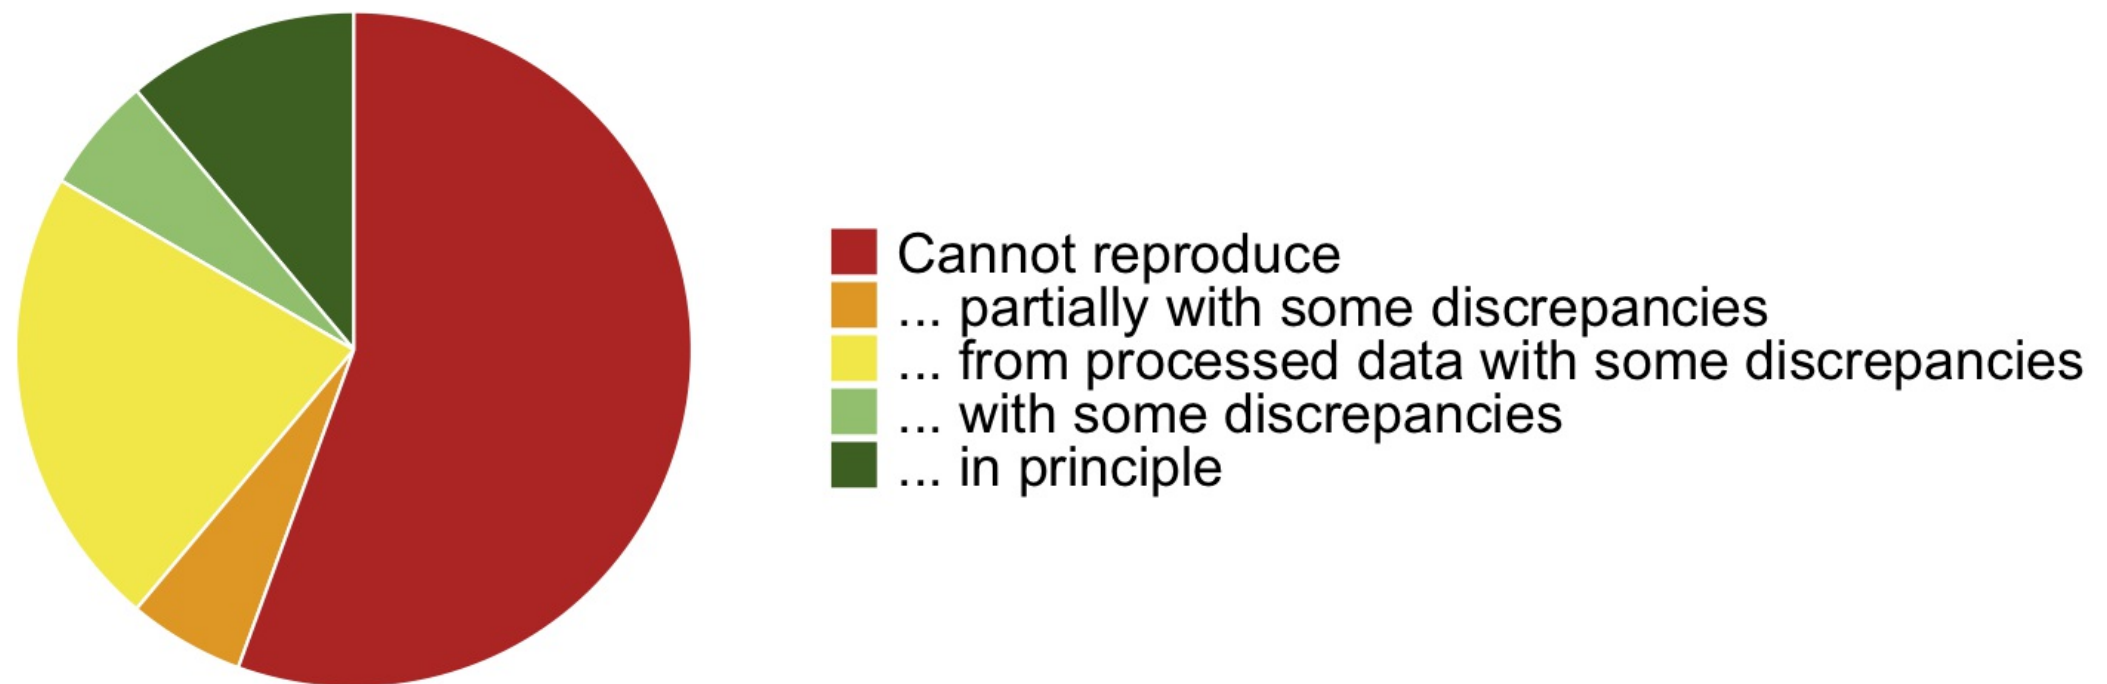 Cannot reproduce
... partially with some discrepancies
... from processed data with some discrepancies
... with some discrepancies
... in principle